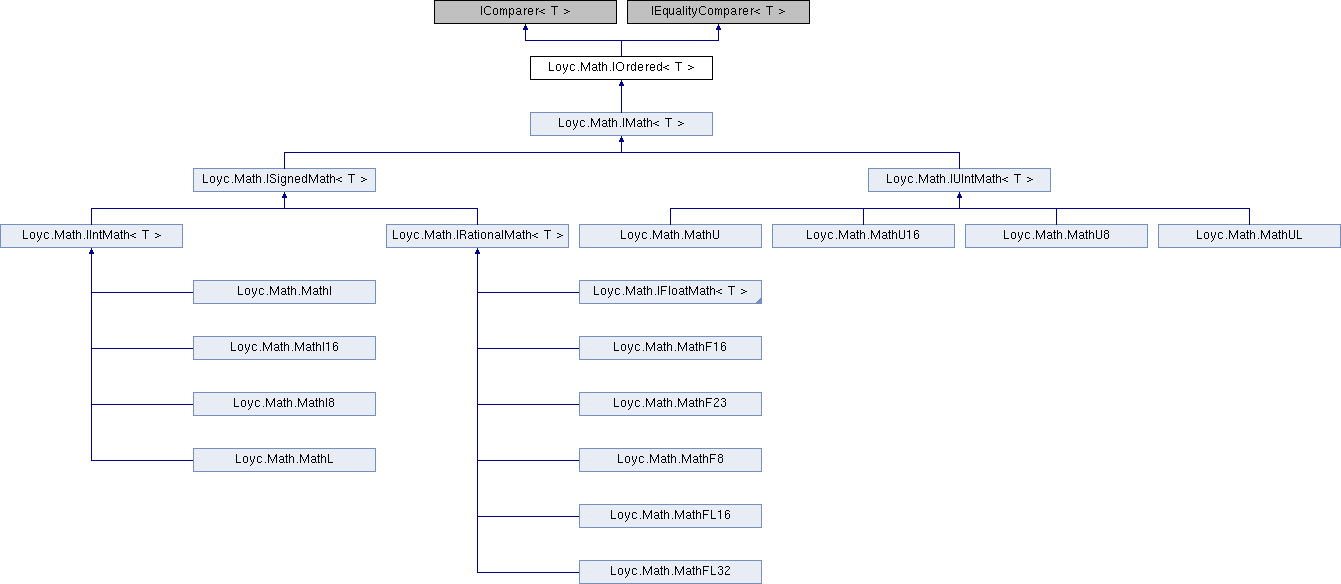 IComparer< T >
IEqualityComparer< T >
Loyc.Math.IOrdered< T >
Loyc.Math.IMath< T >
Loyc.Math.ISignedMath< T >
Loyc.Math.IUIntMath< T >
Loyc.Math.IIntMath< T >
Loyc.Math.IRationalMath< T >
Loyc.Math.MathU
Loyc.Math.MathU16
Loyc.Math.MathU8
Loyc.Math.MathUL
Loyc.Math.MathI
Loyc.Math.IFloatMath< T >
Loyc.Math.MathI16
Loyc.Math.MathF16
Loyc.Math.MathI8
Loyc.Math.MathF23
Loyc.Math.MathL
Loyc.Math.MathF8
Loyc.Math.MathFL16
Loyc.Math.MathFL32